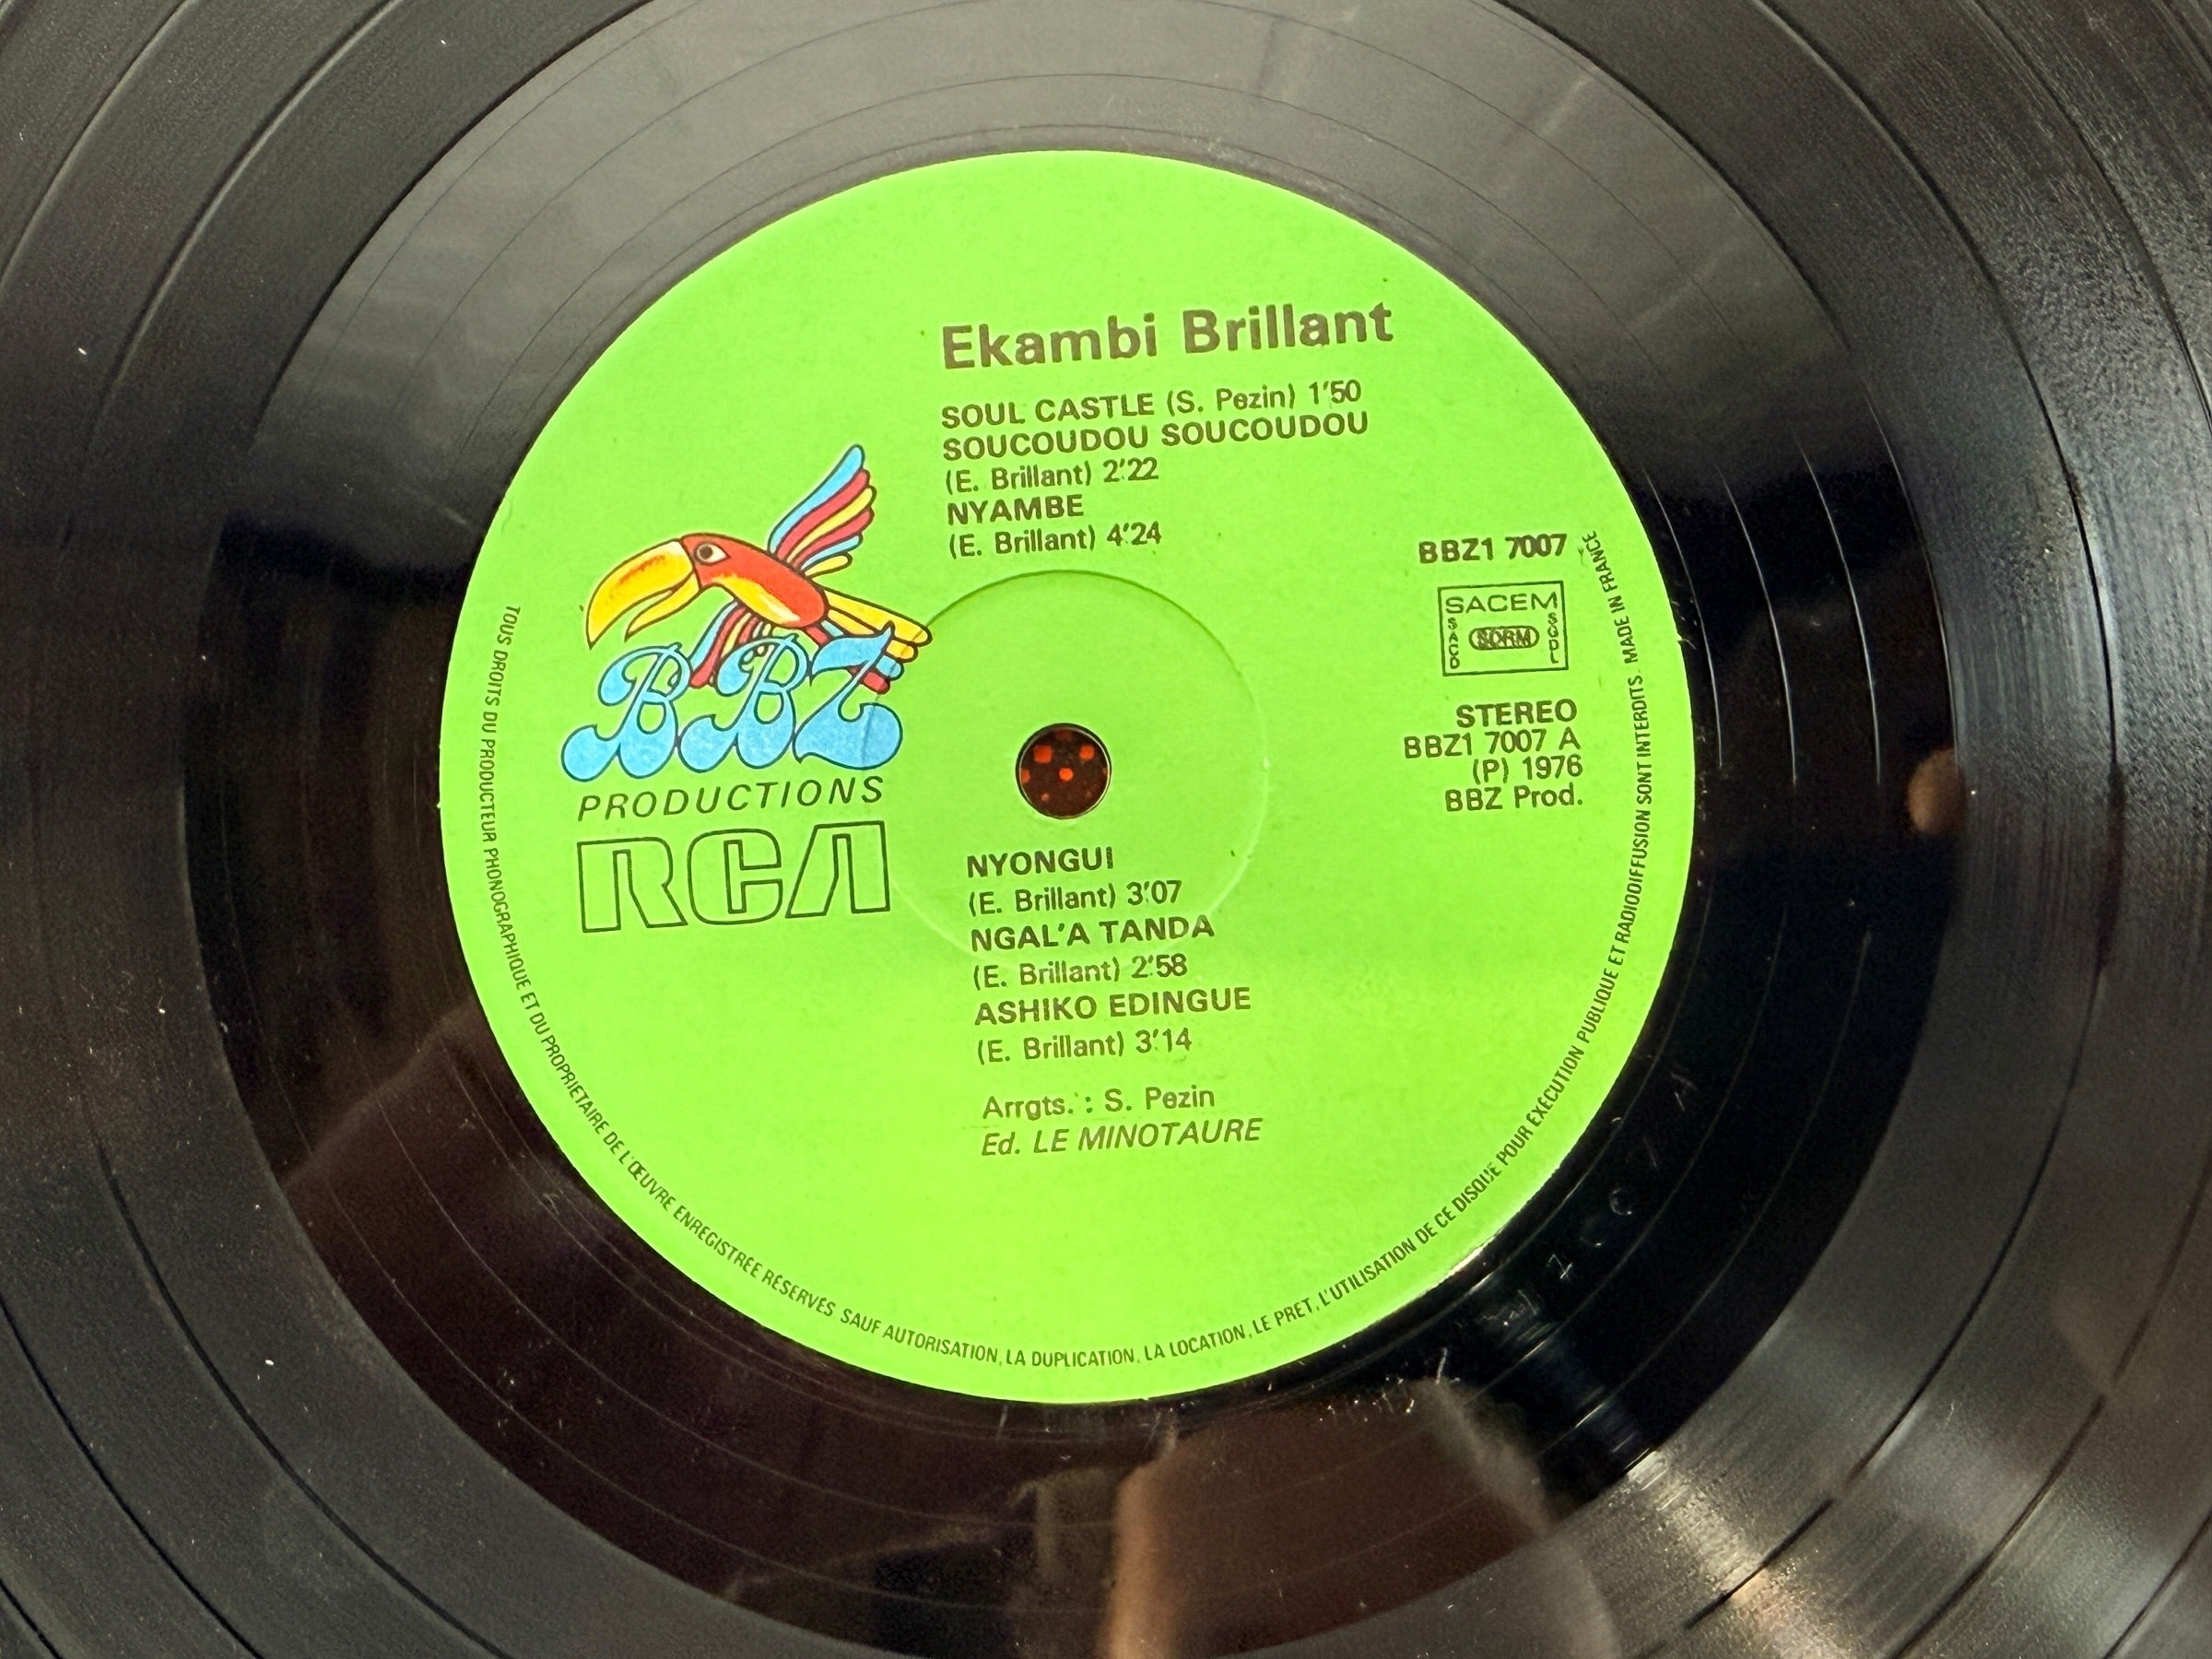 Ekambi Brillant
SOUL CASTLE (S. Pezin) 1'50
SOUCOUDOU SOUCOUDOU
(E. Brillant) 2'22
NYAMBE
(E. Brillant) 4'24
BBZ
PRODUCTIONS
RCA
BBZ1 7007
SACEM
SACD
SDRM
SGDL
STEREO
BBZ1 7007 A
(P) 1976
BBZ Prod.
NYONGUI
(E. Brillant) 3'07
NGAL'A TANDA
(E. Brillant) 2'58
ASHIKO EDINGUE
(E. Brillant) 3'14
Arrgts. : S. Pezin
Ed. LE MINOTAURE
TOUS DROITS DU PRODUCTEUR PHONOGRAPHIQUE ET DU PROPRIETAIRE DE L'ŒUVRE ENREGISTRÉE RÉSERVÉS SAUF AUTORISATION, LA DUPLICATION, LA LOCATION, LE PRET, L'UTILISATION DE CE DISQUE POUR EXÉCUTION PUBLIQUE ET RADIODIFFUSION SONT INTERDITS. MADE IN FRANCE